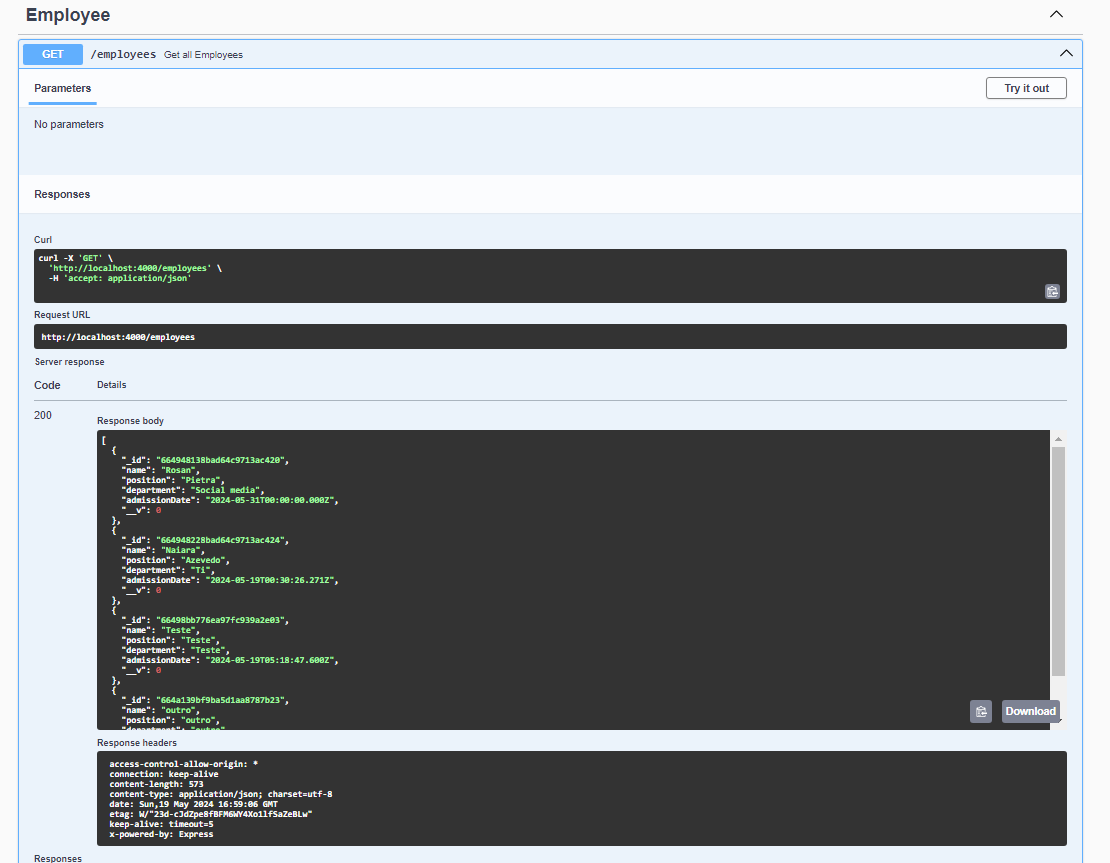 Employee
GET /employees Get all Employees
Parameters
Try it out
No parameters
Responses
Curl
curl -X 'GET' \
'http://localhost:4000/employees' \
-H 'accept: application/json'
Request URL
http://localhost:4000/employees
Server response
Code Details
200
Response body
[
{
"_id": "664948138bad64c9713ac420",
"name": "Rosan",
"position": "Pietra",
"department": "Social media",
"admissionDate": "2024-05-31T00:00:00.000Z",
"__v": 0
},
{
"_id": "664948228bad64c9713ac424",
"name": "Naiara",
"position": "Azevedo",
"department": "Ti",
"admissionDate": "2024-05-19T00:30:26.271Z",
"__v": 0
},
{
"_id": "66498bb776ea97fc939a2e03",
"name": "Teste",
"position": "Teste",
"department": "Teste",
"admissionDate": "2024-05-19T05:18:47.600Z",
"__v": 0
},
{
"_id": "664a139bf9ba5d1aa8787b23",
"name": "outro",
"position": "outro",
"department": "outro",
Download
Response headers
access-control-allow-origin: *
connection: keep-alive
content-length: 573
content-type: application/json; charset=utf-8
date: Sun,19 May 2024 16:59:06 GMT
etag: W/"23d-cJdZpe8fBFM6WY4Xo1lfSaZeBLw"
keep-alive: timeout=5
x-powered-by: Express
Responses